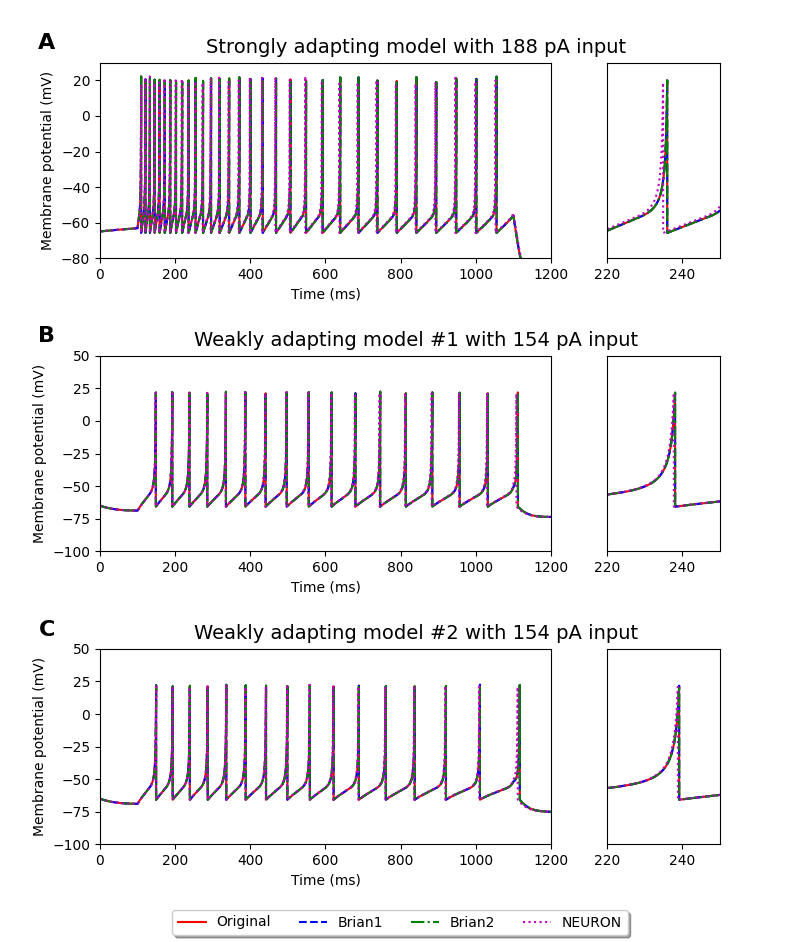 A
Strongly adapting model with 188 pA input
Membrane potential (mV)
20
0
−20
−40
−60
−80
0 200 400 600 800 1000 1200
220 240
Time (ms)
B
Weakly adapting model #1 with 154 pA input
Membrane potential (mV)
50
25
0
−25
−50
−75
−100
0 200 400 600 800 1000 1200
220 240
Time (ms)
C
Weakly adapting model #2 with 154 pA input
Membrane potential (mV)
50
25
0
−25
−50
−75
−100
0 200 400 600 800 1000 1200
220 240
Time (ms)
Original Brian1 Brian2 NEURON